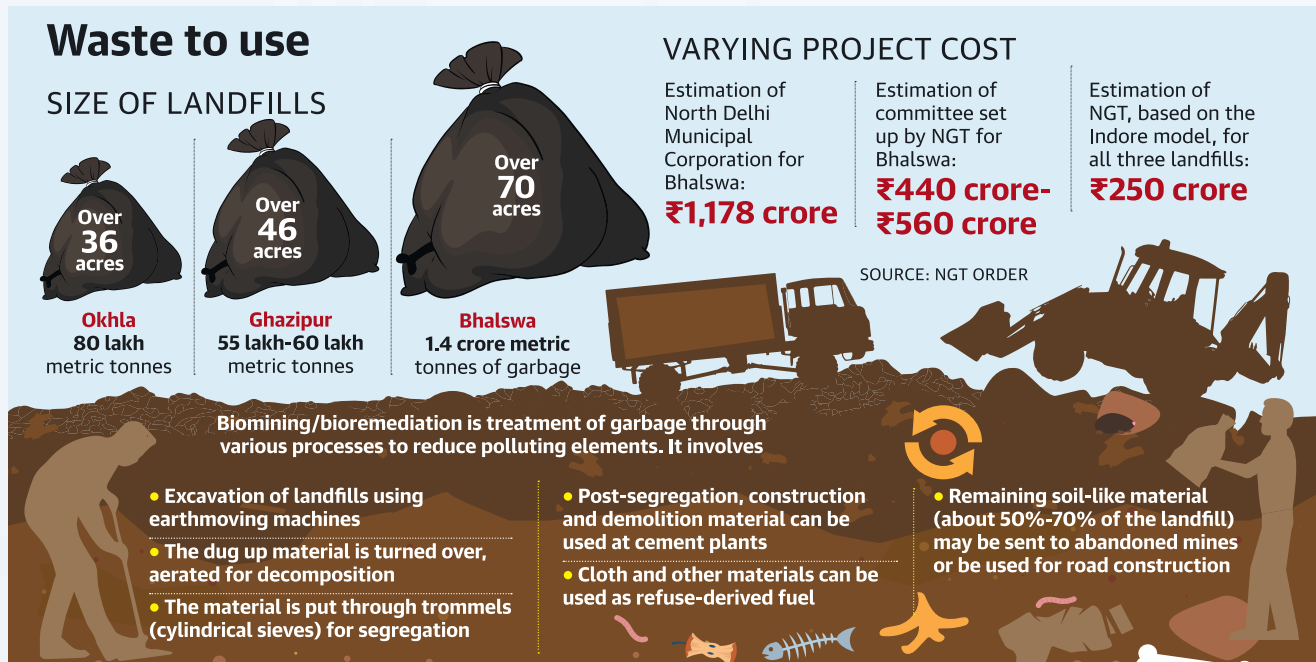 Waste to use
SIZE OF LANDFILLS
Over
36
acres
Okhla
80 lakh
metric tonnes
Over
46
acres
Ghazipur
55 lakh-60 lakh
metric tonnes
Over
70
acres
Bhalswa
1.4 crore metric
tonnes of garbage
VARYING PROJECT COST
Estimation of
North Delhi
Municipal
Corporation for
Bhalswa:
₹1,178 crore
Estimation of
committee set
up by NGT for
Bhalswa:
₹440 crore-
₹560 crore
Estimation of
NGT, based on the
Indore model, for
all three landfills:
₹250 crore
SOURCE: NGT ORDER
Biomining/bioremediation is treatment of garbage through
various processes to reduce polluting elements. It involves
• Excavation of landfills using
earthmoving machines
• The dug up material is turned over,
aerated for decomposition
• The material is put through trommels
(cylindrical sieves) for segregation
• Post-segregation, construction
and demolition material can be
used at cement plants
• Cloth and other materials can be
used as refuse-derived fuel
• Remaining soil-like material
(about 50%-70% of the landfill)
may be sent to abandoned mines
or be used for road construction